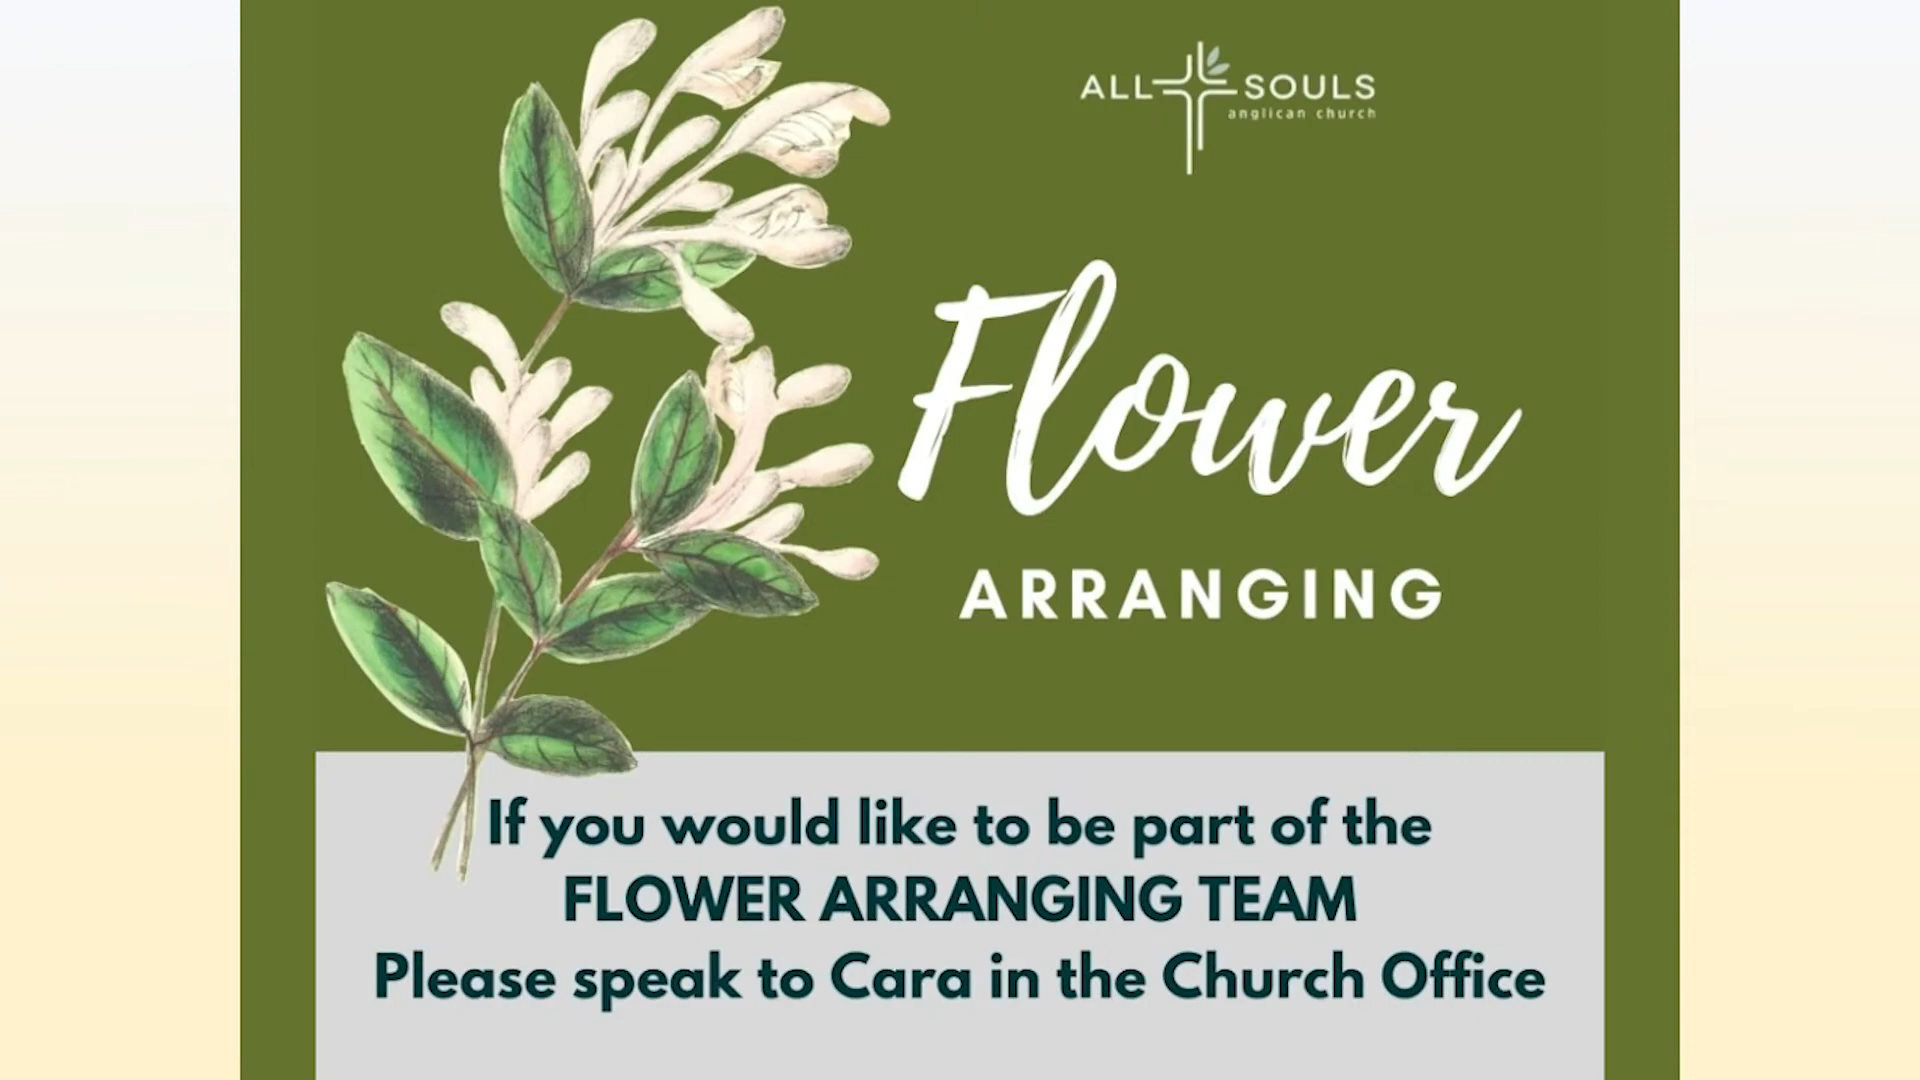 ALL SOULS
anglican church
Flower
ARRANGING
If you would like to be part of the
FLOWER ARRANGING TEAM
Please speak to Cara in the Church Office